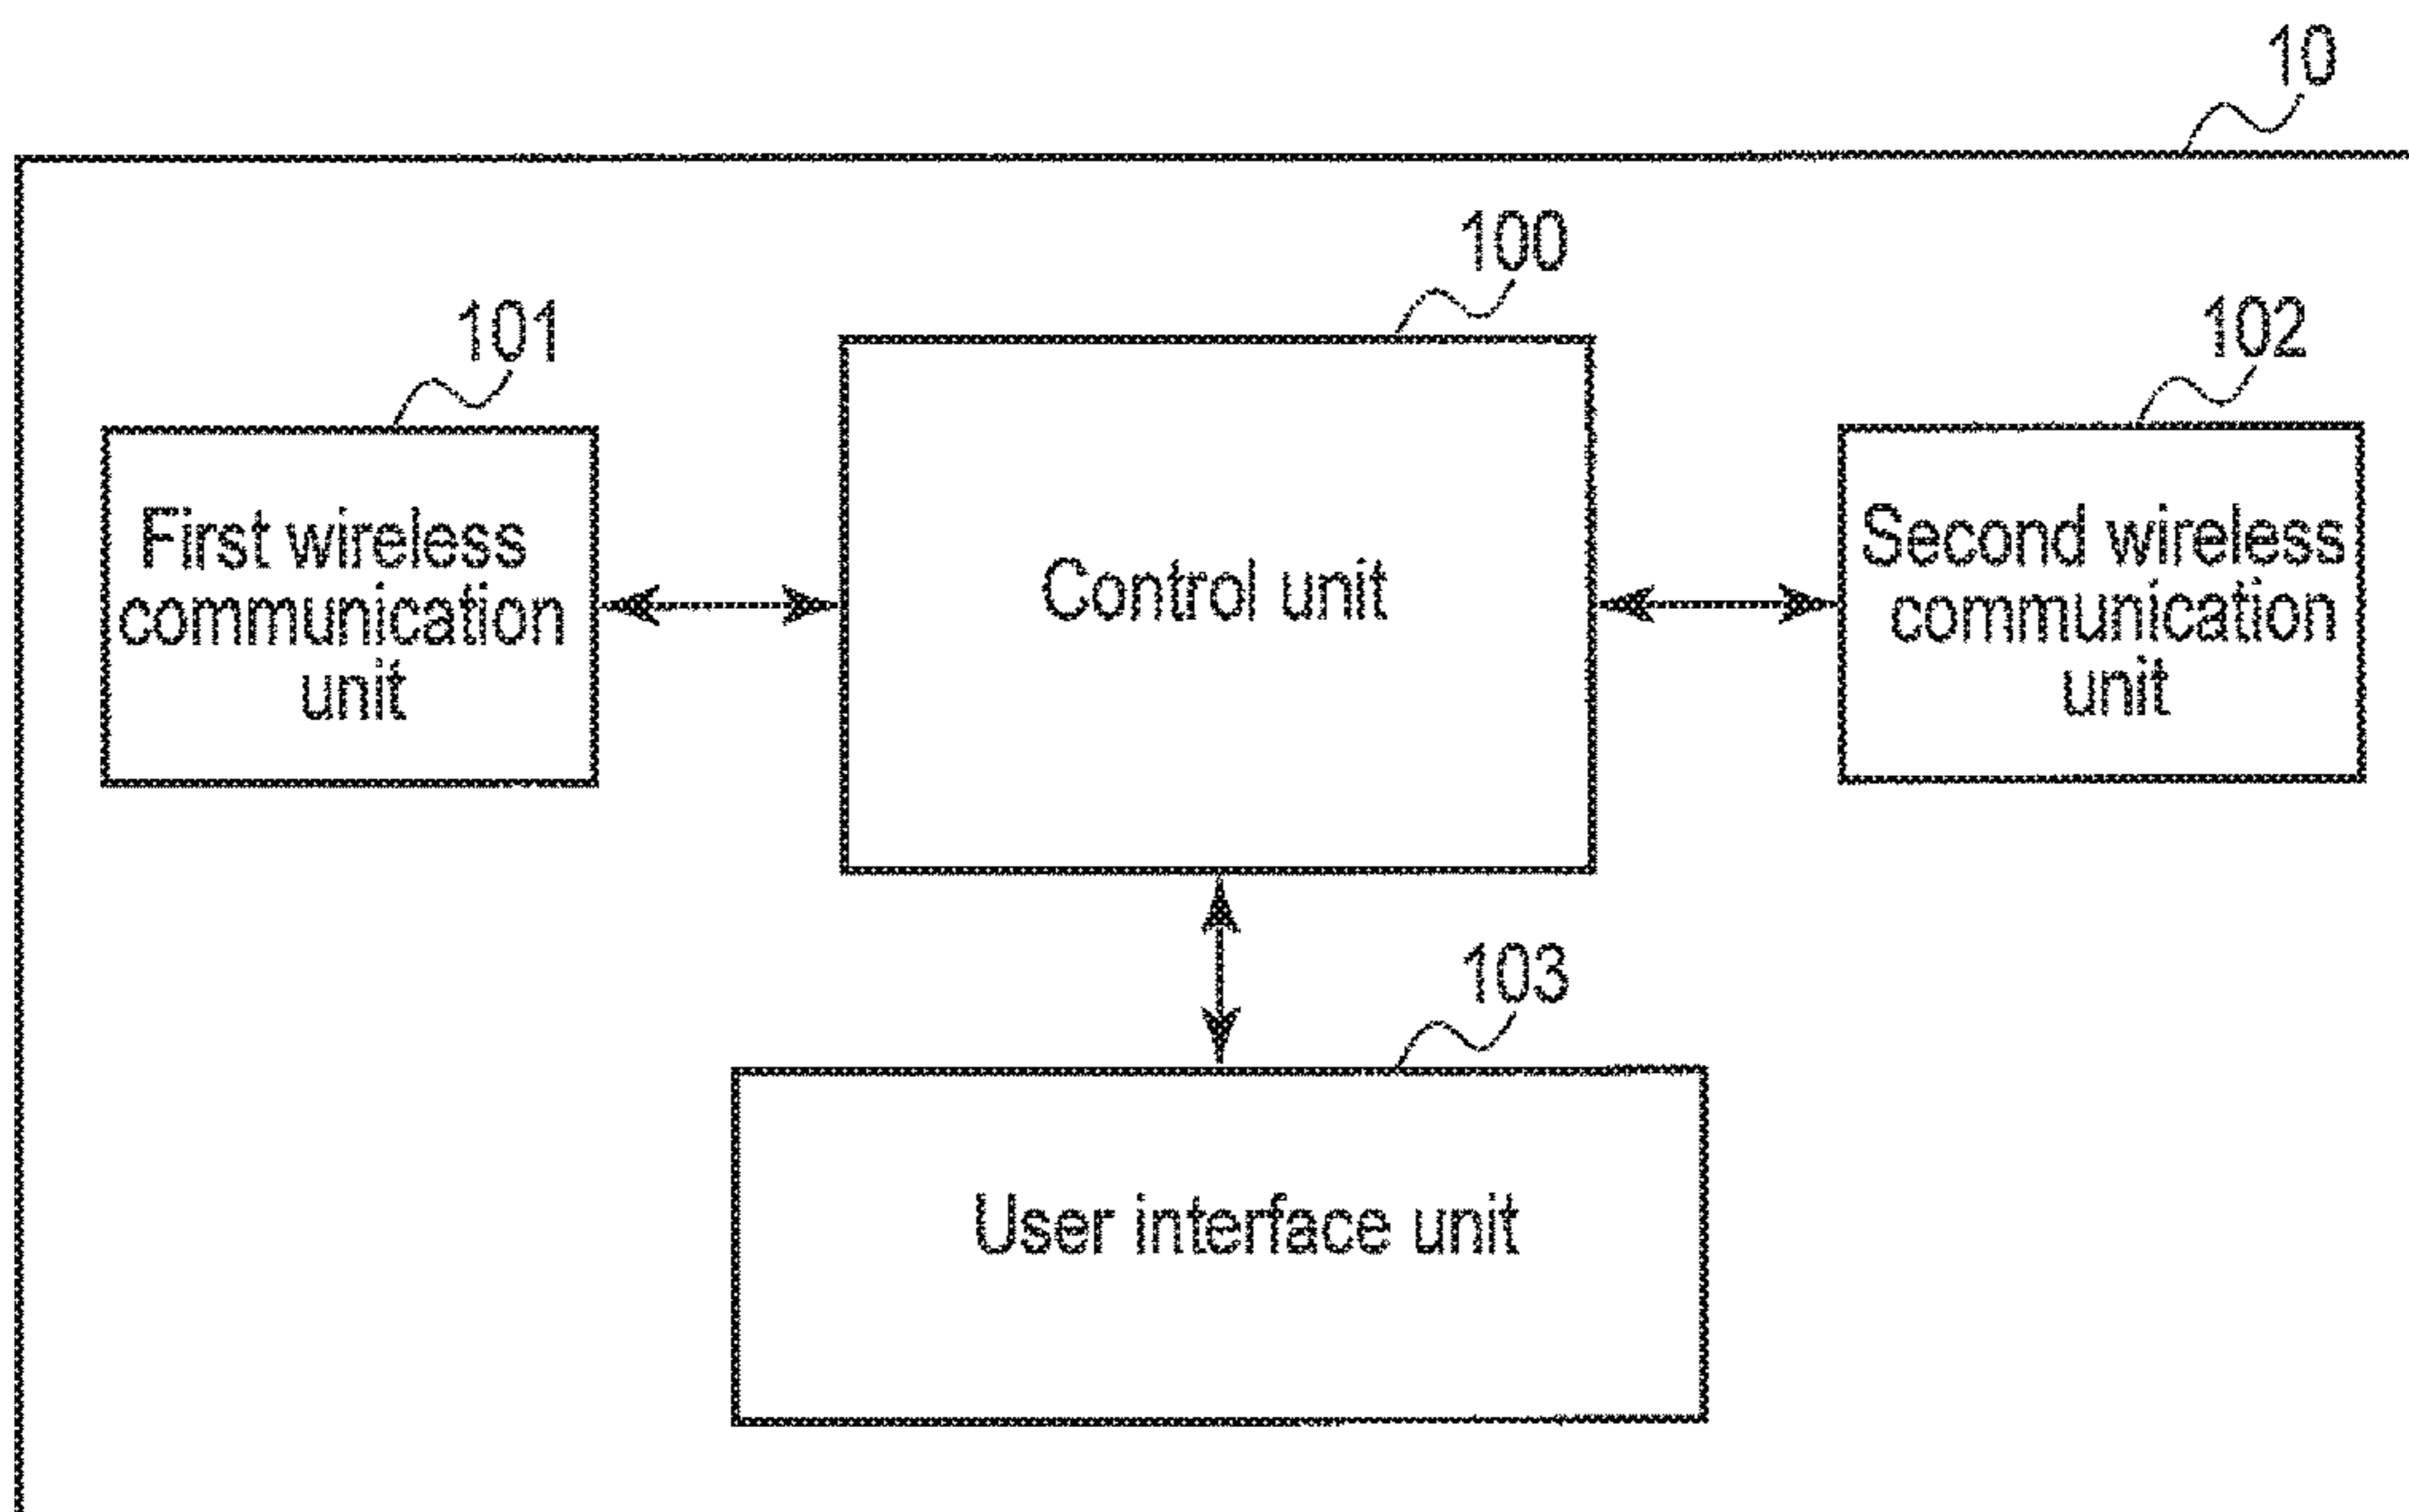 10
100
101
102
First wireless
communication
unit
Control unit
Second wireless
communication
unit
103
User interface unit